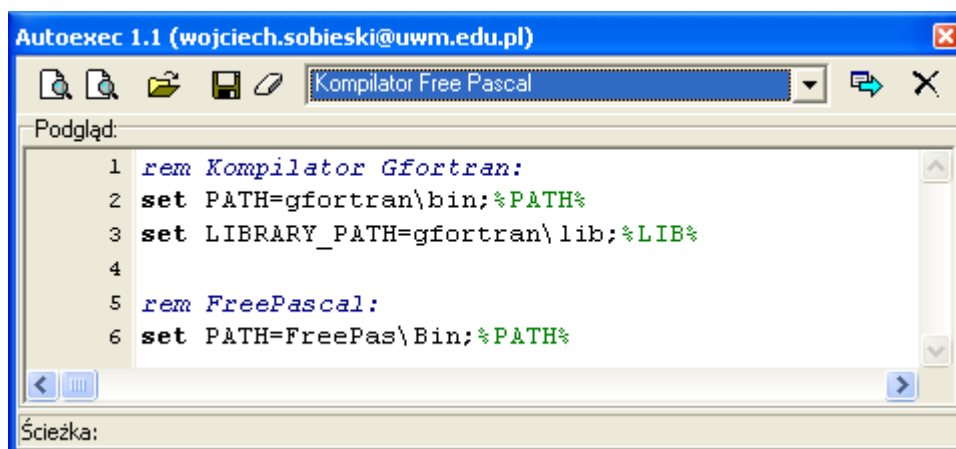 Autoexec 1.1 (wojciech.sobieski@uwm.edu.pl)
Kompilator Free Pascal
Podgląd:
1 rem Kompilator Gfortran:
2 set PATH=gfortran\bin;%PATH%
3 set LIBRARY_PATH=gfortran\lib;%LIB%
4
5 rem FreePascal:
6 set PATH=FreePas\Bin;%PATH%
Ścieżka: